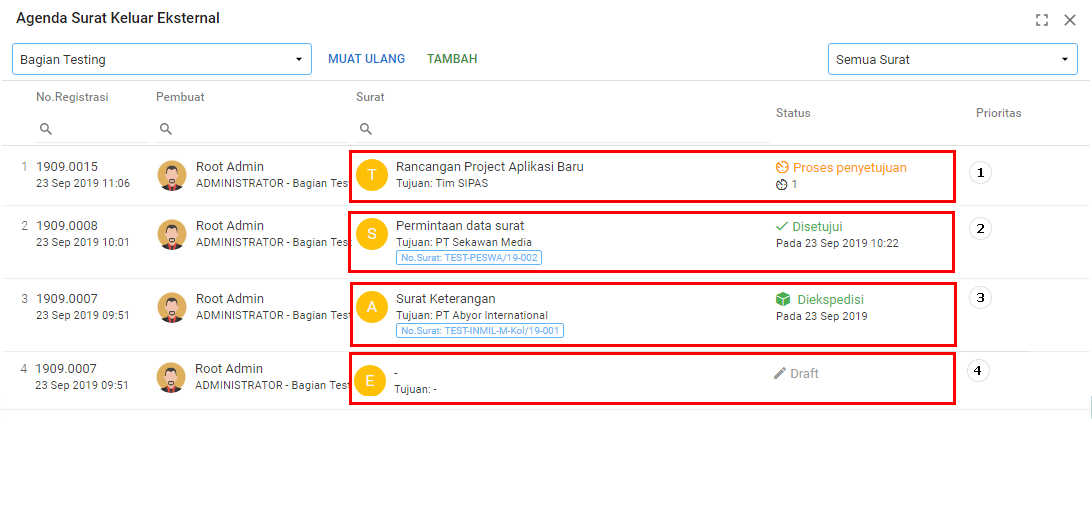 Agenda Surat Keluar Eksternal
Bagian Testing
MUAT ULANG
TAMBAH
Semua Surat
No.Registrasi
Pembuat
Surat
Status
Prioritas
1
1909.0015
23 Sep 2019 11:06
Root Admin
ADMINISTRATOR - Bagian Test
T
Rancangan Project Aplikasi Baru
Tujuan: Tim SIPAS
Proses penyetujuan
1
1
2
1909.0008
23 Sep 2019 10:01
Root Admin
ADMINISTRATOR - Bagian Test
S
Permintaan data surat
Tujuan: PT Sekawan Media
No.Surat: TEST-PESWA/19-002
Disetujui
Pada 23 Sep 2019 10:22
2
3
1909.0007
23 Sep 2019 09:51
Root Admin
ADMINISTRATOR - Bagian Test
A
Surat Keterangan
Tujuan: PT Abyor International
No.Surat: TEST-INMIL-M-Kol/19-001
Diekspedisi
Pada 23 Sep 2019
3
4
1909.0007
23 Sep 2019 09:51
Root Admin
ADMINISTRATOR - Bagian Test
E
-
Tujuan: -
Draft
4